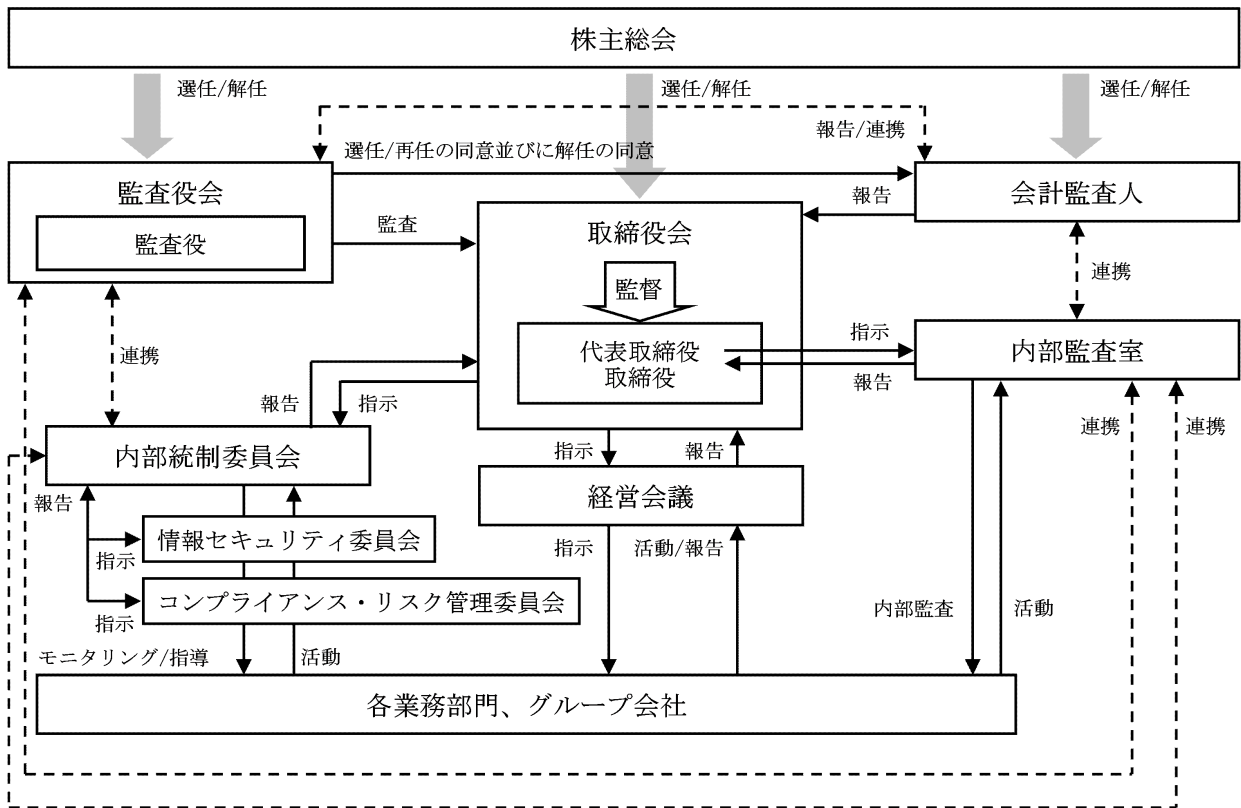 株主総会
選任/解任
選任/解任
選任/解任
報告/連携
選任/再任の同意並びに解任の同意
監査役会
監査役
監査
取締役会
監督
代表取締役
取締役
報告
会計監査人
連携
指示
報告
内部監査室
連携
報告
指示
連携
連携
内部統制委員会
指示
報告
経営会議
報告
情報セキュリティ委員会
指示
コンプライアンス・リスク管理委員会
指示
指示
活動/報告
内部監査
活動
モニタリング/指導
活動
各業務部門、グループ会社